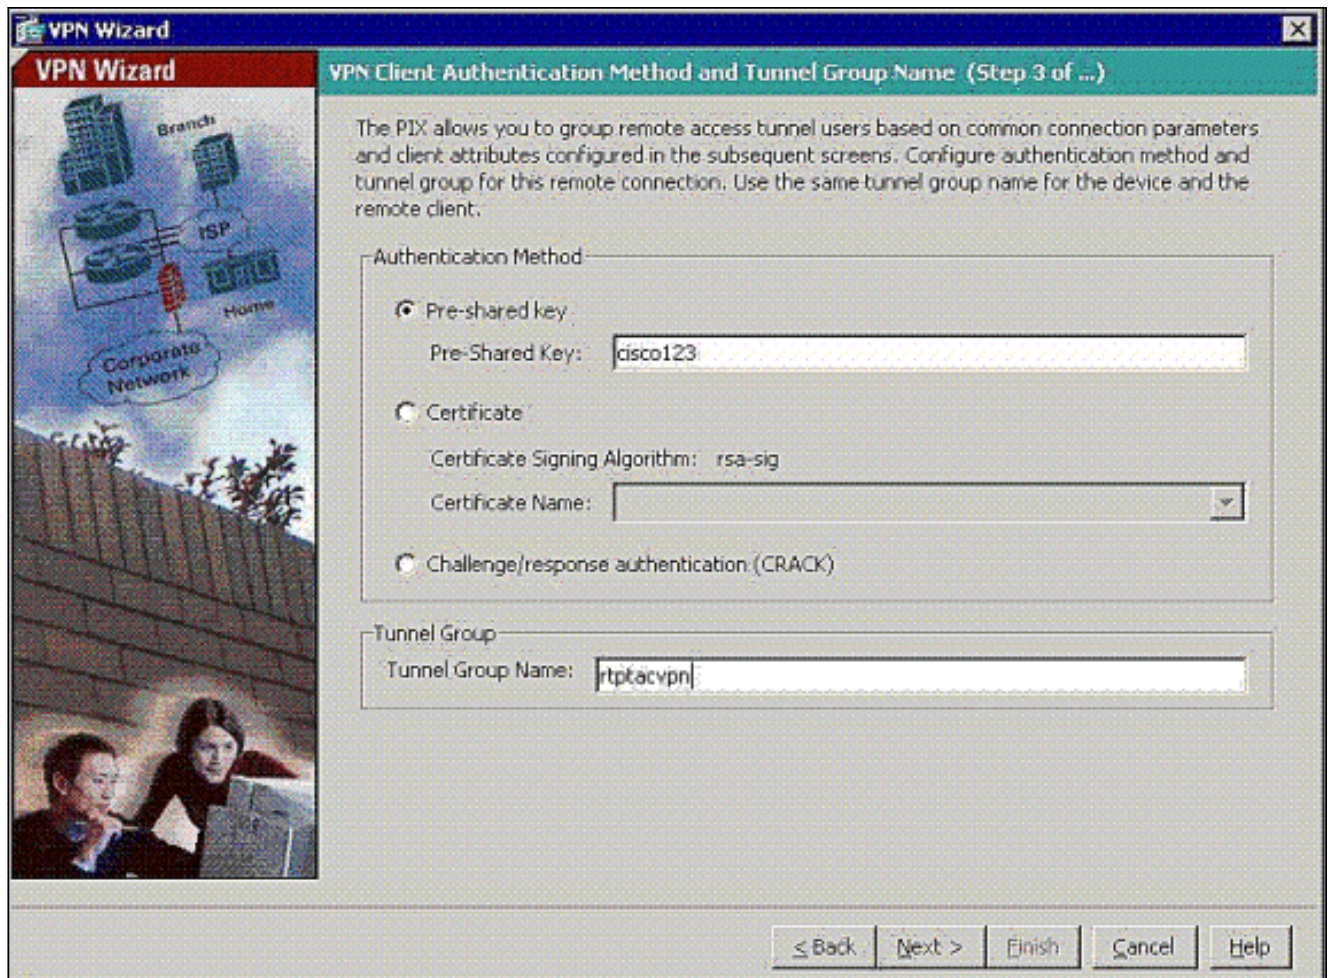 VPN Wizard
VPN Wizard
VPN Client Authentication Method and Tunnel Group Name (Step 3 of ...)
Branch
ISP
Home
Corporate
Network
The PIX allows you to group remote access tunnel users based on common connection parameters
and client attributes configured in the subsequent screens. Configure authentication method and
tunnel group for this remote connection. Use the same tunnel group name for the device and the
remote client.
Authentication Method
Pre-shared key
Pre-Shared Key: cisco123
Certificate
Certificate Signing Algorithm: rsa-sig
Certificate Name:
Challenge/response authentication (CRACK)
Tunnel Group
Tunnel Group Name: rtptacvpn
< Back Next > Finish Cancel Help